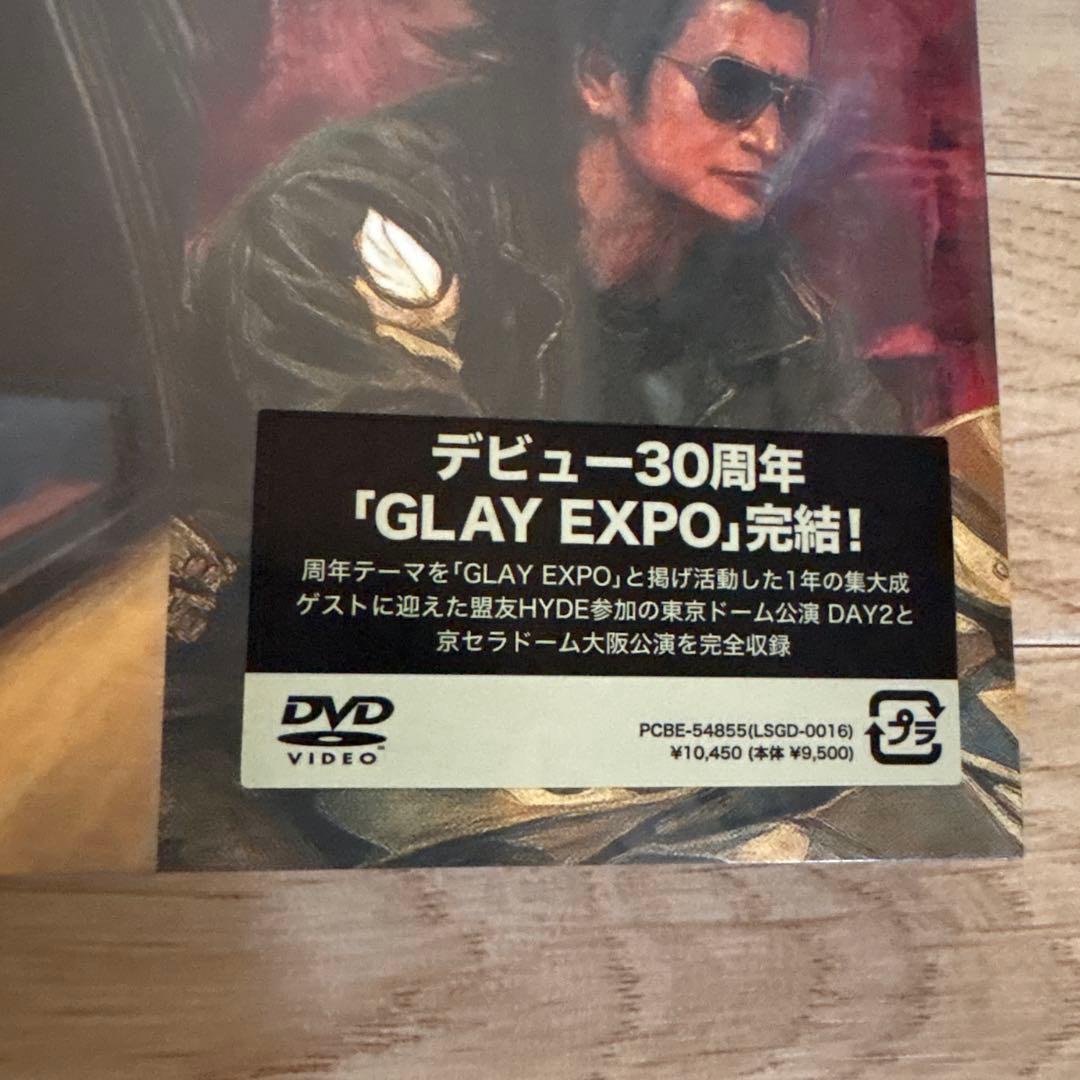 デビュー30周年
「GLAY EXPO」完結!
周年テーマを「GLAY EXPO」と掲げ活動した1年の集大成
ゲストに迎えた盟友HYDE参加の東京ドーム公演 DAY2と
京セラドーム大阪公演を完全収録
DVD
VIDEO
PCBE-54855(LSGD-0016)
¥10,450 (本体 ¥9,500)
プラ